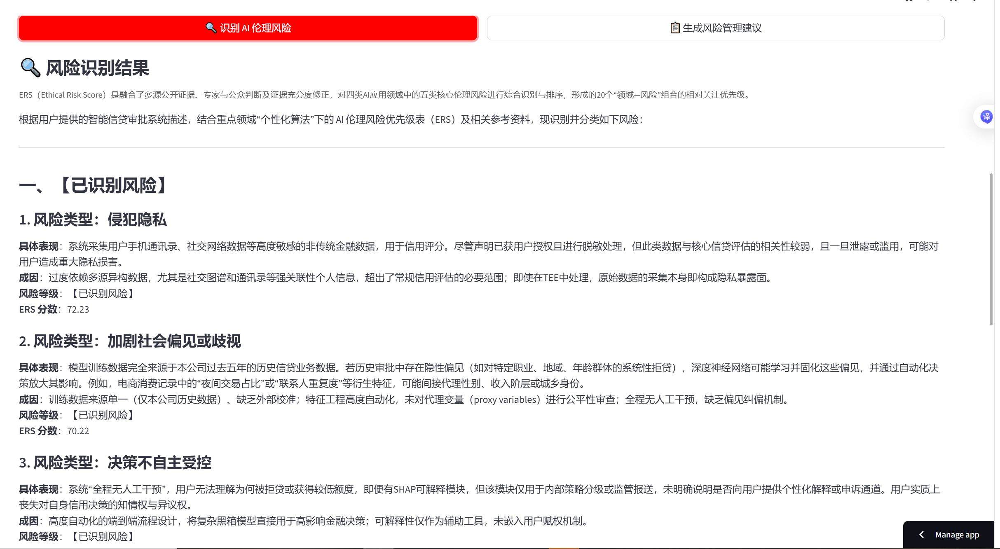 识别 AI 伦理风险
生成风险管理建议
风险识别结果
ERS（Ethical Risk Score）是融合了多源公开证据、专家与公众判断及证据充分度修正，对四类AI应用领域中的五类核心伦理风险进行综合识别与排序，形成的20个“领域—风险”组合的相对关注优先级。
根据用户提供的智能信贷审批系统描述，结合重点领域“个性化算法”下的 AI 伦理风险优先级表（ERS）及相关参考资料，现识别并分类如下风险：
译
一、【已识别风险】
1. 风险类型：侵犯隐私
具体表现：系统采集用户手机通讯录、社交网络数据等高度敏感的非传统金融数据，用于信用评分。尽管声明已获用户授权且进行脱敏处理，但此类数据与核心信贷评估的相关性较弱，且一旦泄露或滥用，可能对
用户造成重大隐私损害。
成因：过度依赖多源异构数据，尤其是社交图谱和通讯录等强关联性个人信息，超出了常规信用评估的必要范围；即使在TEE中处理，原始数据的采集本身即构成隐私暴露面。
风险等级：【已识别风险】
ERS 分数：72.23
2. 风险类型：加剧社会偏见或歧视
具体表现：模型训练数据完全来源于本公司过去五年的历史信贷业务数据。若历史审批中存在隐性偏见（如对特定职业、地域、年龄群体的系统性拒贷），深度神经网络可能学习并固化这些偏见，并通过自动化决
策放大其影响。例如，电商消费记录中的“夜间交易占比”或“联系人重复度”等衍生特征，可能间接代理性别、收入阶层或城乡身份。
成因：训练数据来源单一（仅本公司历史数据）、缺乏外部校准；特征工程高度自动化，未对代理变量（proxy variables）进行公平性审查；全程无人工干预，缺乏偏见纠偏机制。
风险等级：【已识别风险】
ERS 分数：70.22
3. 风险类型：决策不自主受控
具体表现：系统“全程无人工干预”，用户无法理解为何被拒贷或获得较低额度，即便有SHAP可解释模块，但该模块仅用于内部策略分级或监管报送，未明确说明是否向用户提供个性化解释或申诉通道。用户实质上
丧失对自身信用决策的知情权与异议权。
成因：高度自动化的端到端流程设计，将复杂黑箱模型直接用于高影响金融决策；可解释性仅作为辅助工具，未嵌入用户赋权机制。
风险等级：【已识别风险】
Manage app